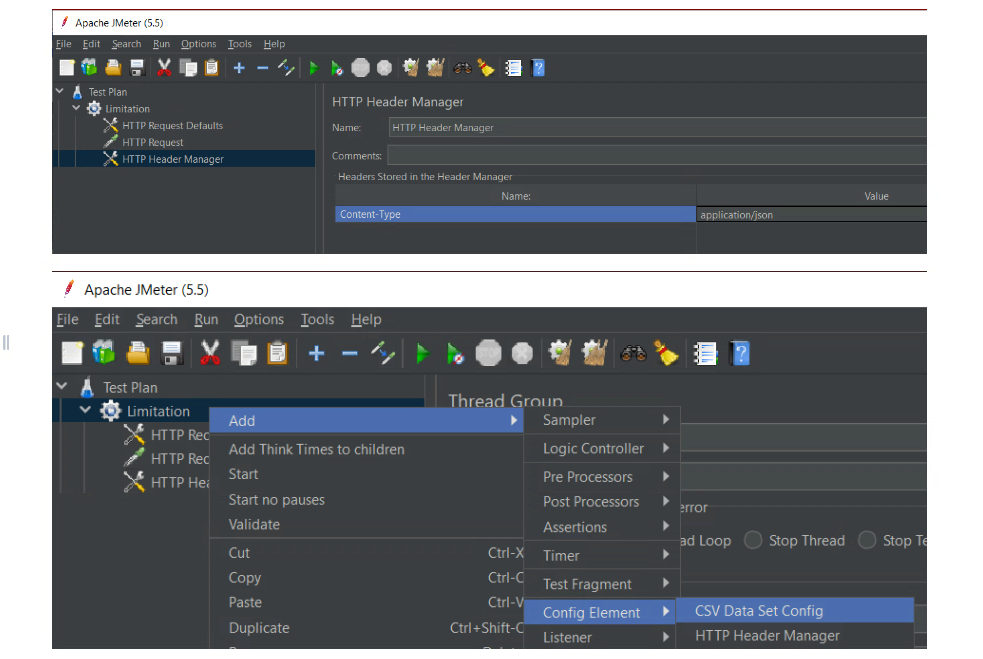 Apache JMeter (5.5)
File Edit Search Run Options Tools Help
Test Plan
Limitation
HTTP Request Defaults
HTTP Request
HTTP Header Manager
HTTP Header Manager
Name: HTTP Header Manager
Comments:
Headers Stored in the Header Manager
Name: Value
Content-Type application/json
Apache JMeter (5.5)
File Edit Search Run Options Tools Help
STOP
Test Plan
Limitation
HTTP Rec
HTTP Rec
HTTP Hea
Thread Group
Add
Add Think Times to children
Start
Start no pauses
Validate
Cut Ctrl-X
Copy Ctrl-C
Paste Ctrl-V
Duplicate Ctrl+Shift-C
Sampler
Logic Controller
Pre Processors
Post Processors
Assertions
Timer
Test Fragment
Config Element
Listener
error
ad Loop Stop Thread Stop Te
CSV Data Set Config
HTTP Header Manager